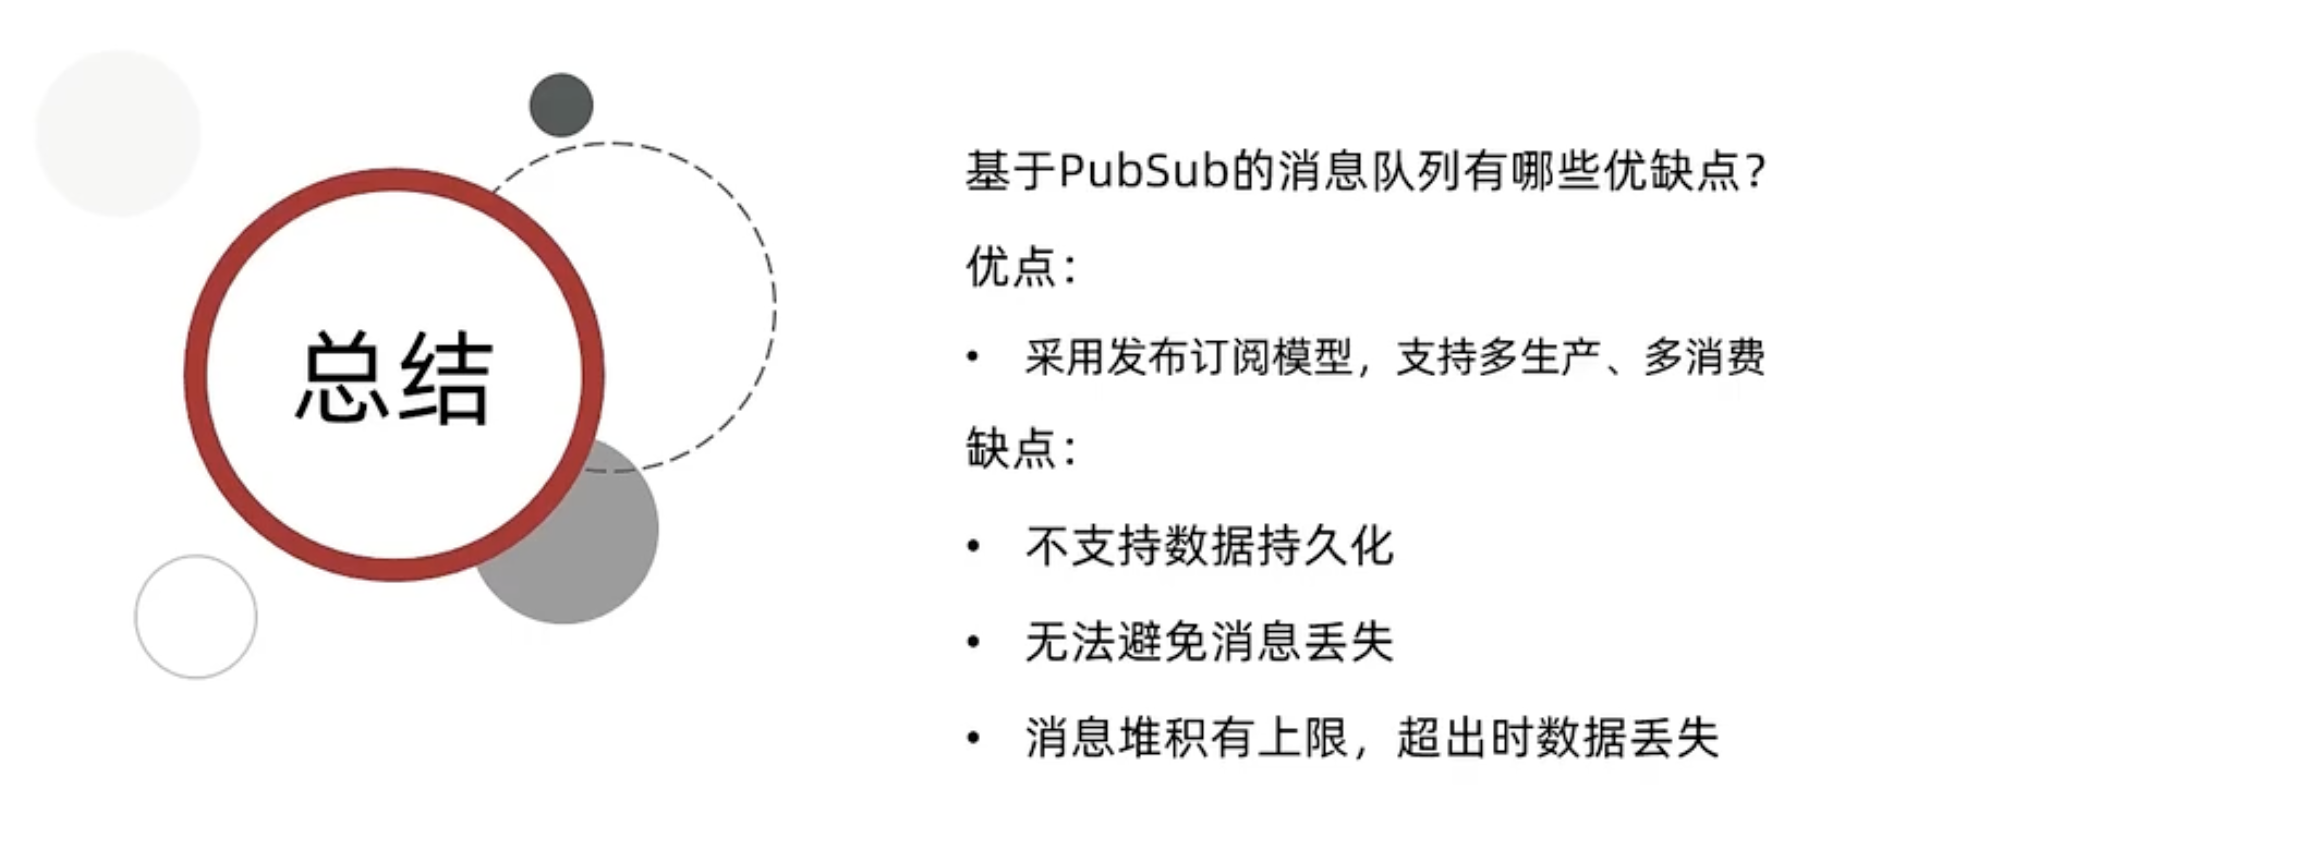 总结
基于PubSub的消息队列有哪些优缺点？
优点：
• 采用发布订阅模型，支持多生产、多消费
缺点：
• 不支持数据持久化
• 无法避免消息丢失
• 消息堆积有上限，超出时数据丢失